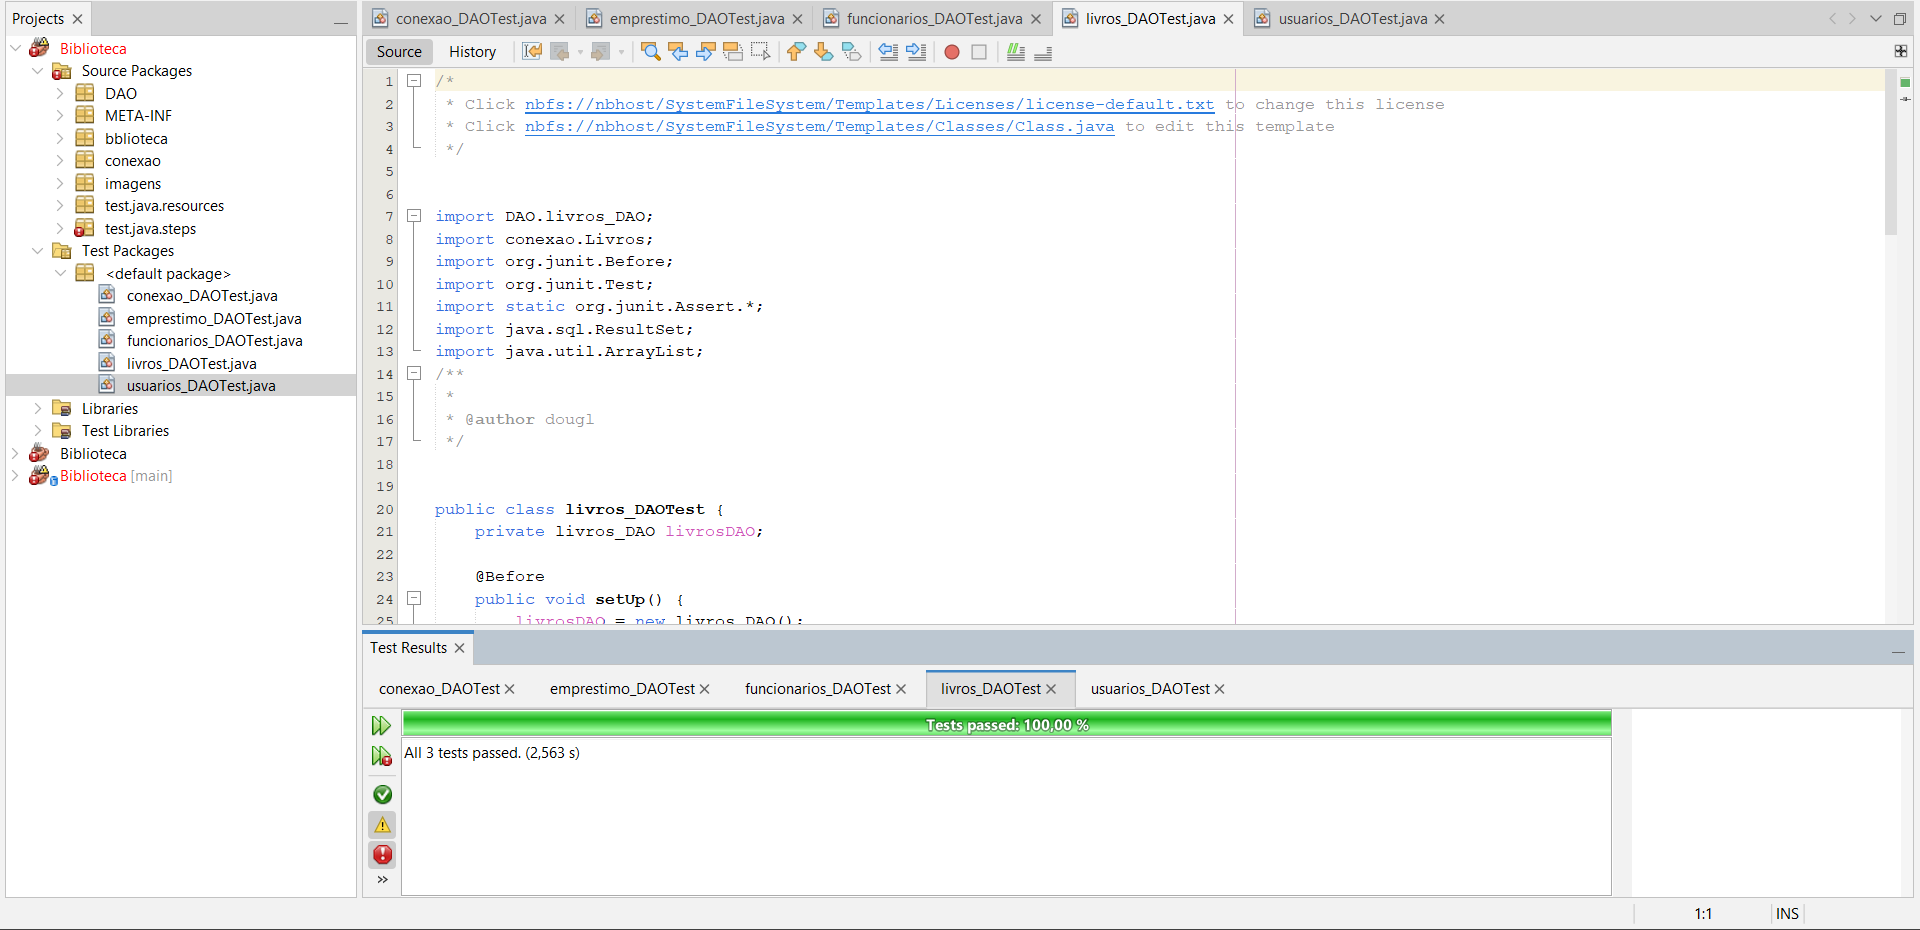 Projects
Biblioteca
Source Packages
DAO
META-INF
bblioteca
conexao
imagens
test.java.resources
test.java.steps
Test Packages
<default package>
conexao_DAOTest.java
emprestimo_DAOTest.java
funcionarios_DAOTest.java
livros_DAOTest.java
usuarios_DAOTest.java
Libraries
Test Libraries
Biblioteca
Biblioteca [main]
conexao_DAOTest.java emprestimo_DAOTest.java funcionarios_DAOTest.java livros_DAOTest.java usuarios_DAOTest.java
Source History
1 /*
2 * Click nbfs://nbhost/SystemFileSystem/Templates/Licenses/license-default.txt to change this license
3 * Click nbfs://nbhost/SystemFileSystem/Templates/Classes/Class.java to edit this template
4 */
5
6
7 import DAO.livros_DAO;
8 import conexao.Livros;
9 import org.junit.Before;
10 import org.junit.Test;
11 import static org.junit.Assert.*;
12 import java.sql.ResultSet;
13 import java.util.ArrayList;
14 /**
15 *
16 * @author dougl
17 */
18
19
20 public class livros_DAOTest {
21 private livros_DAO livrosDAO;
22
23 @Before
24 public void setUp() {
25 livrosDAO = new livros_DAO();
Test Results
conexao_DAOTest emprestimo_DAOTest funcionarios_DAOTest livros_DAOTest usuarios_DAOTest
Tests passed: 100,00 %
All 3 tests passed. (2,563 s)
1:1 INS